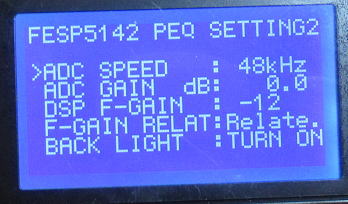 FESP5142 PEQ SETTING2
>ADC SPEED : 48kHz
ADC GAIN dB: 0.0
DSP F-GAIN : -12
F-GAIN RELAT:Relate.
BACK LIGHT :TURN ON